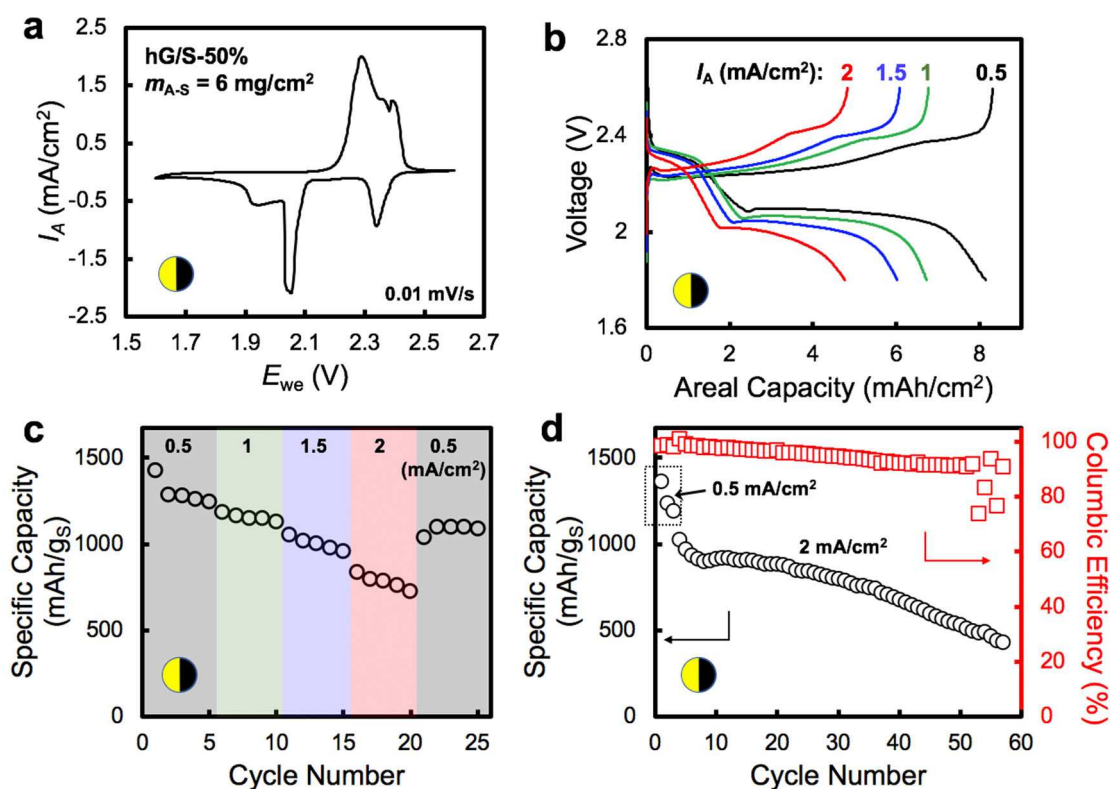 a
hG/S-50%
m_A-S = 6 mg/cm²
0.01 mV/s
I_A (mA/cm²)
2.5
1.5
0.5
-0.5
-1.5
-2.5
1.5 1.7 1.9 2.1 2.3 2.5 2.7
E_we (V)
b
I_A (mA/cm²): 2 1.5 1 0.5
Voltage (V)
2.8
2.4
2
1.6
0 2 4 6 8
Areal Capacity (mAh/cm²)
c
0.5 1 1.5 2 0.5
(mA/cm²)
Specific Capacity
(mAh/g_S)
1500
1000
500
0
0 5 10 15 20 25
Cycle Number
d
0.5 mA/cm²
2 mA/cm²
Specific Capacity
(mAh/g_S)
1500
1000
500
0
0 10 20 30 40 50 60
Cycle Number
100
80
60
40
20
0
Columbic Efficiency (%)